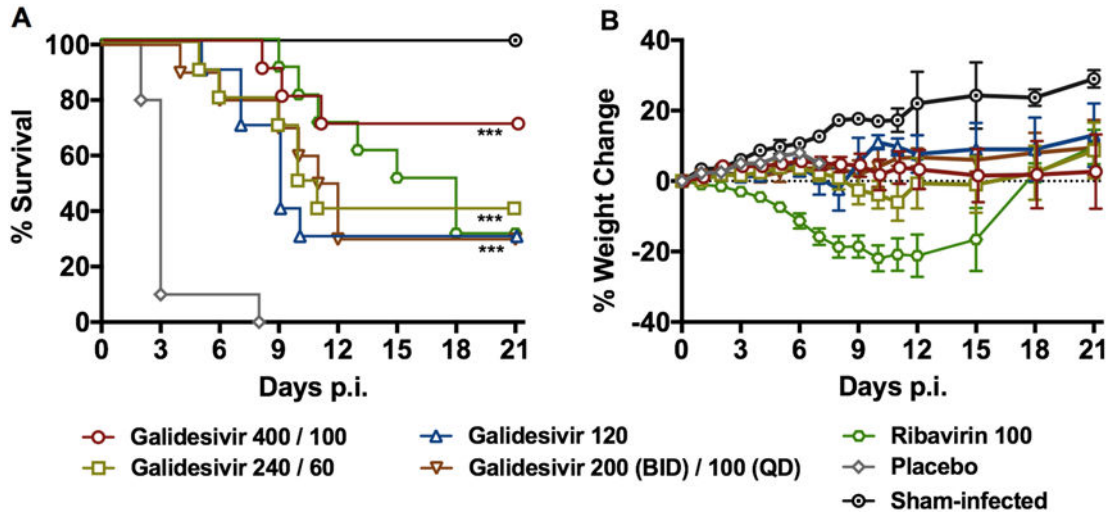 A
% Survival
100
80
60
40
20
0
0 3 6 9 12 15 18 21
Days p.i.
***
***
***
B
% Weight Change
40
20
0
-20
-40
0 3 6 9 12 15 18 21
Days p.i.
Galidesivir 400 / 100
Galidesivir 240 / 60
Galidesivir 120
Galidesivir 200 (BID) / 100 (QD)
Ribavirin 100
Placebo
Sham-infected